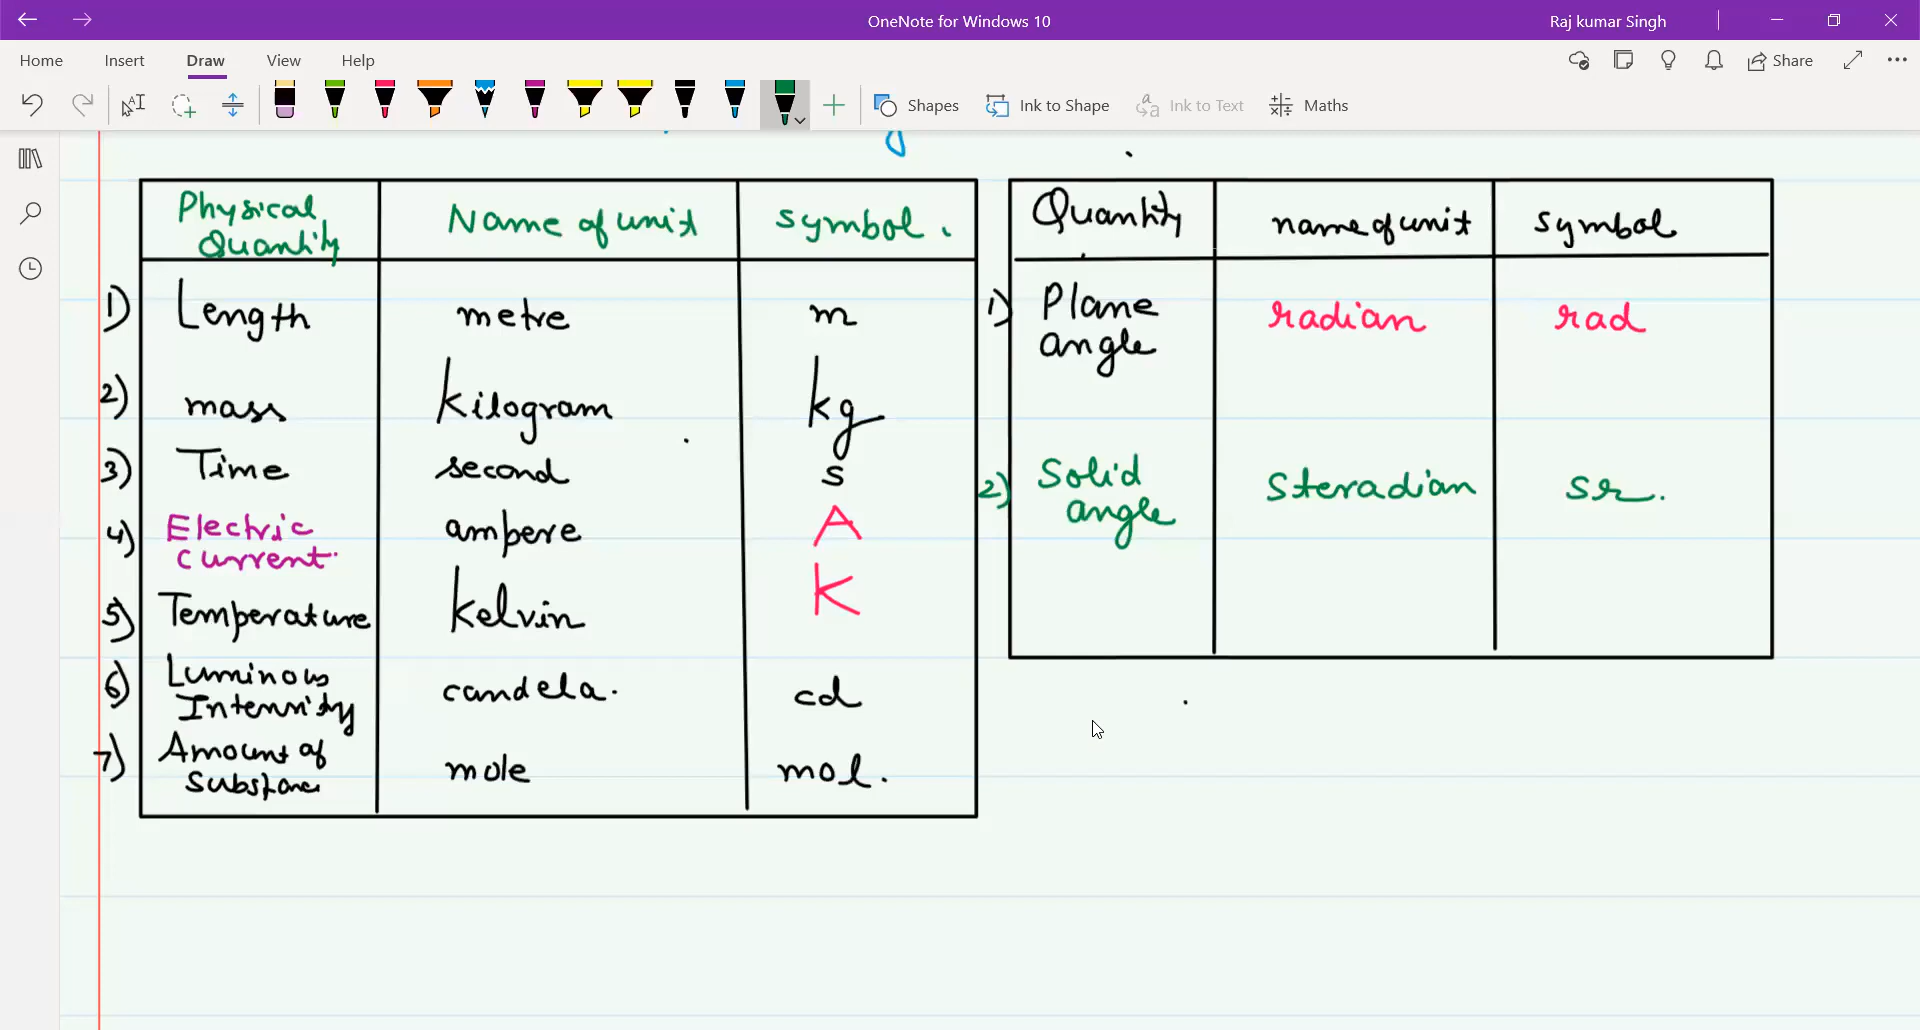 OneNote for Windows 10
Raj kumar Singh
Home Insert Draw View Help
Share
Shapes Ink to Shape Ink to Text Maths
Physical Quantity Name of unit symbol.
1) Length metre m
2) mass kilogram kg
3) Time second s
4) Electric current ampere A
5) Temperature kelvin K
6) Luminous Intensity candela. cd
7) Amount of Substance mole mol.
Quantity name of unit symbol
1) Plane angle radian rad
2) Solid angle Steradian sr.